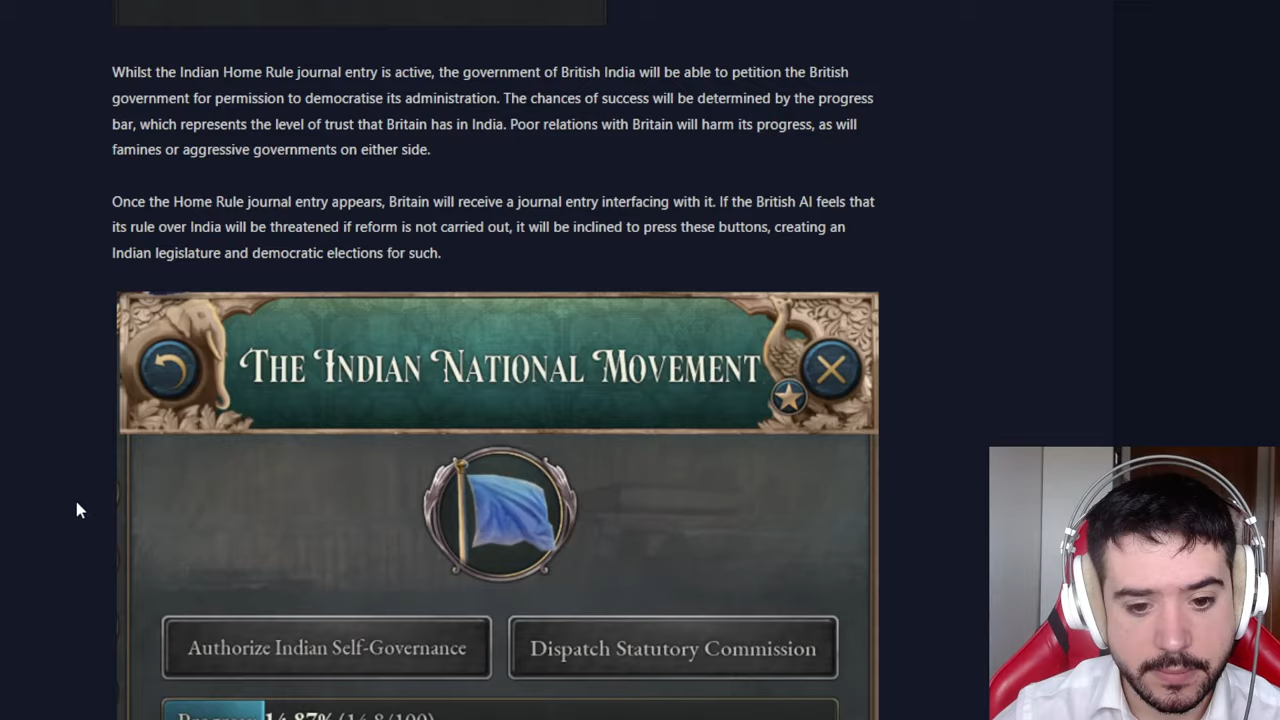 Whilst the Indian Home Rule journal entry is active, the government of British India will be able to petition the British
government for permission to democratise its administration. The chances of success will be determined by the progress
bar, which represents the level of trust that Britain has in India. Poor relations with Britain will harm its progress, as will
famines or aggressive governments on either side.
Once the Home Rule journal entry appears, Britain will receive a journal entry interfacing with it. If the British AI feels that
its rule over India will be threatened if reform is not carried out, it will be inclined to press these buttons, creating an
Indian legislature and democratic elections for such.
The Indian National Movement
Authorize Indian Self-Governance
Dispatch Statutory Commission
Progress: 14.87% (14.8/100)